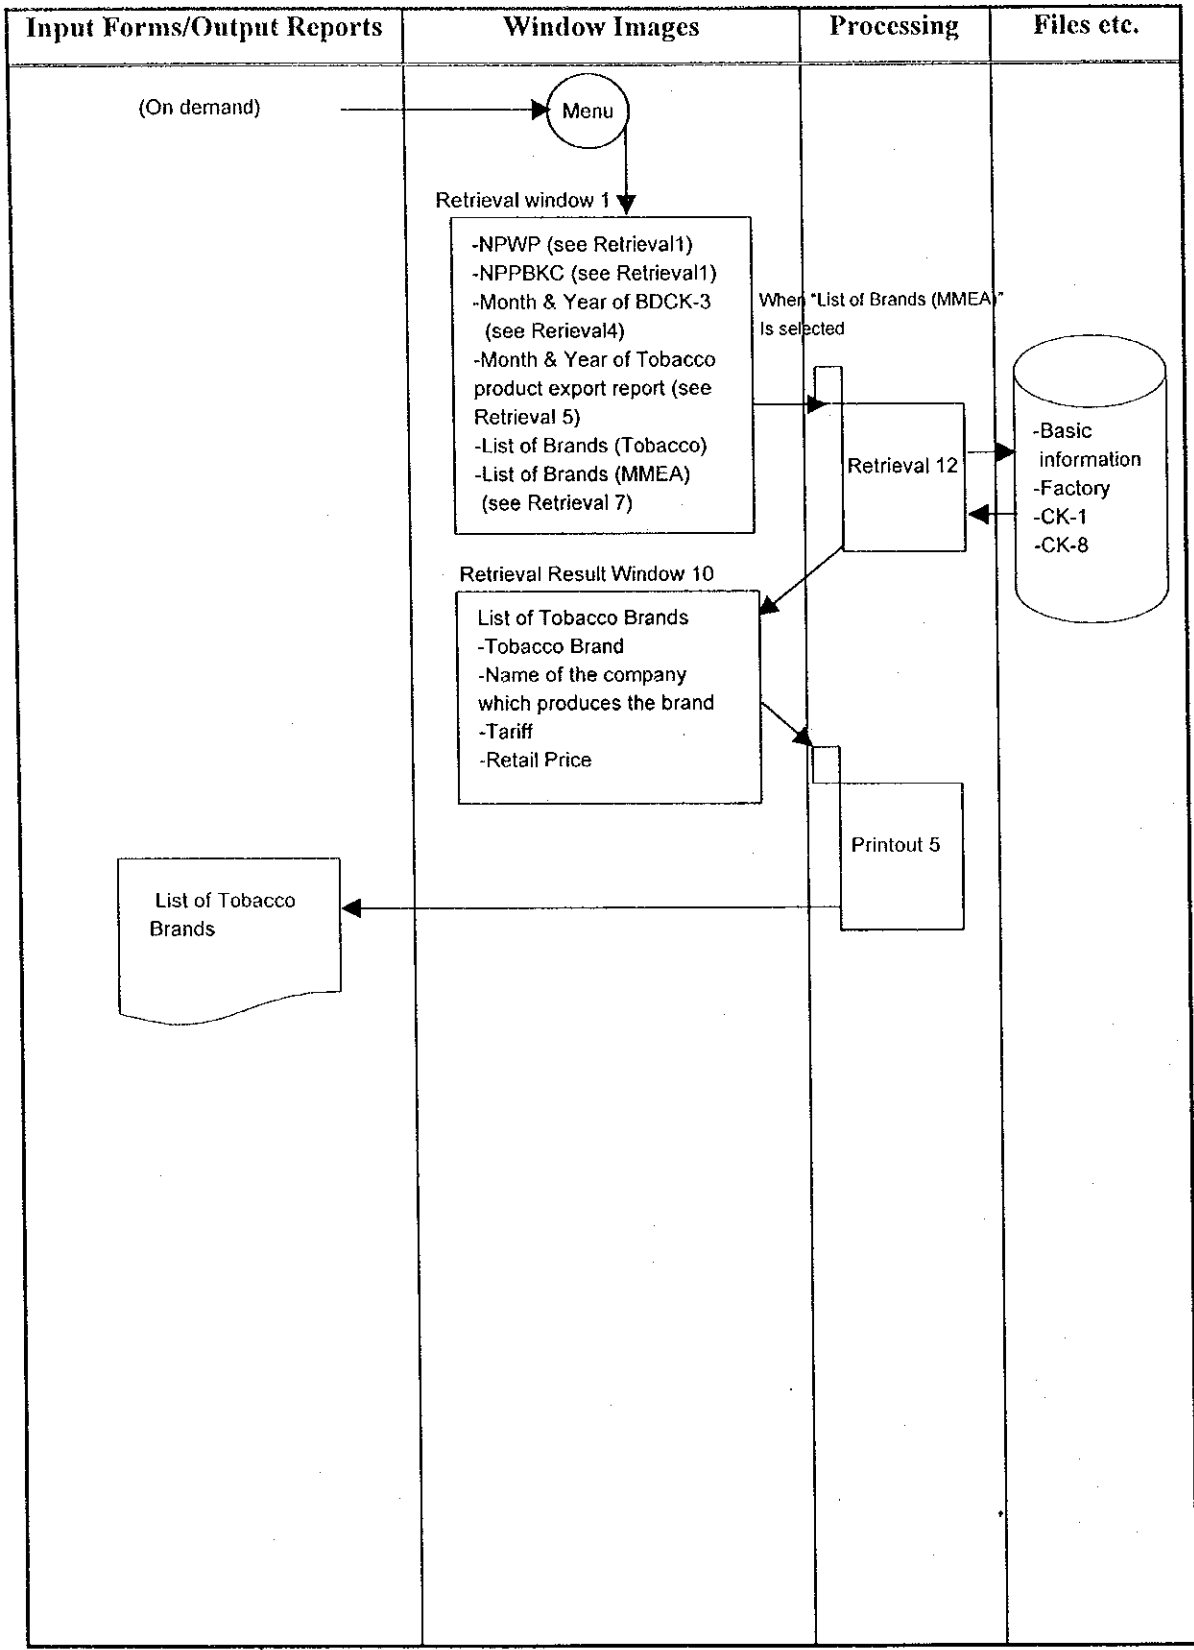 Input Forms/Output Reports
Window Images
Processing
Files etc.
(On demand)
Menu
Retrieval window 1
-NPWP (see Retrieval1)
-NPPBKC (see Retrieval1)
-Month & Year of BDCK-3
(see Rerieval4)
-Month & Year of Tobacco
product export report (see
Retrieval 5)
-List of Brands (Tobacco)
-List of Brands (MMEA)
(see Retrieval 7)
When "List of Brands (MMEA)"
Is selected
Retrieval 12
-Basic
information
-Factory
-CK-1
-CK-8
Retrieval Result Window 10
List of Tobacco Brands
-Tobacco Brand
-Name of the company
which produces the brand
-Tariff
-Retail Price
Printout 5
List of Tobacco
Brands